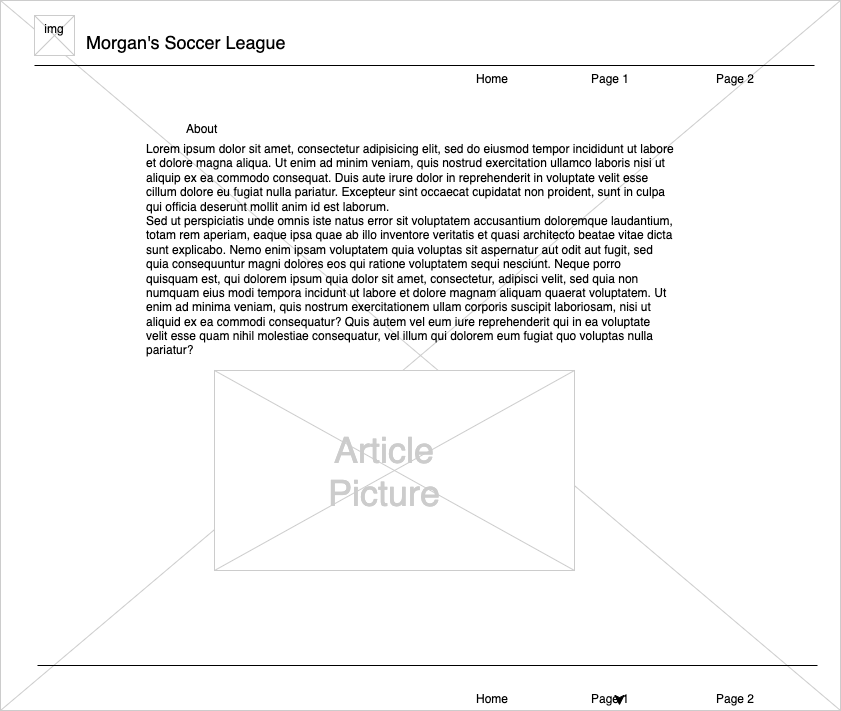 img
Morgan's Soccer League
Home Page 1 Page 2
About
Lorem ipsum dolor sit amet, consectetur adipisicing elit, sed do eiusmod tempor incididunt ut labore
et dolore magna aliqua. Ut enim ad minim veniam, quis nostrud exercitation ullamco laboris nisi ut
aliquip ex ea commodo consequat. Duis aute irure dolor in reprehenderit in voluptate velit esse
cillum dolore eu fugiat nulla pariatur. Excepteur sint occaecat cupidatat non proident, sunt in culpa
qui officia deserunt mollit anim id est laborum.
Sed ut perspiciatis unde omnis iste natus error sit voluptatem accusantium doloremque laudantium,
totam rem aperiam, eaque ipsa quae ab illo inventore veritatis et quasi architecto beatae vitae dicta
sunt explicabo. Nemo enim ipsam voluptatem quia voluptas sit aspernatur aut odit aut fugit, sed
quia consequuntur magni dolores eos qui ratione voluptatem sequi nesciunt. Neque porro
quisquam est, qui dolorem ipsum quia dolor sit amet, consectetur, adipisci velit, sed quia non
numquam eius modi tempora incidunt ut labore et dolore magnam aliquam quaerat voluptatem. Ut
enim ad minima veniam, quis nostrum exercitationem ullam corporis suscipit laboriosam, nisi ut
aliquid ex ea commodi consequatur? Quis autem vel eum iure reprehenderit qui in ea voluptate
velit esse quam nihil molestiae consequatur, vel illum qui dolorem eum fugiat quo voluptas nulla
pariatur?
Article
Picture
Home Page 1 Page 2